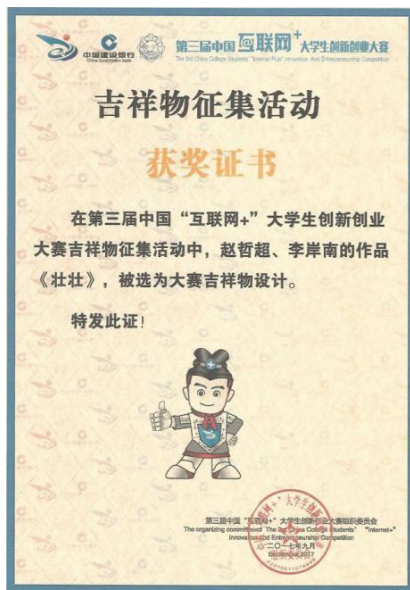 中国建设银行
China Construction Bank
第三届中国互联网+大学生创新创业大赛
The 3rd China College Students' "Internet Plus" Innovation And Entrepreneurship Competition
吉祥物征集活动
获奖证书
在第三届中国“互联网+”大学生创新创业
大赛吉祥物征集活动中，赵哲超、李岸南的作品
《壮壮》，被选为大赛吉祥物设计。
特发此证！
第三届中国“互联网+”大学生创新创业大赛组织委员会
The organizing committee of The 3rd China College Students' "Internet+"
Innovation and Entrepreneurship Competition
二〇一七年九月
September 2017